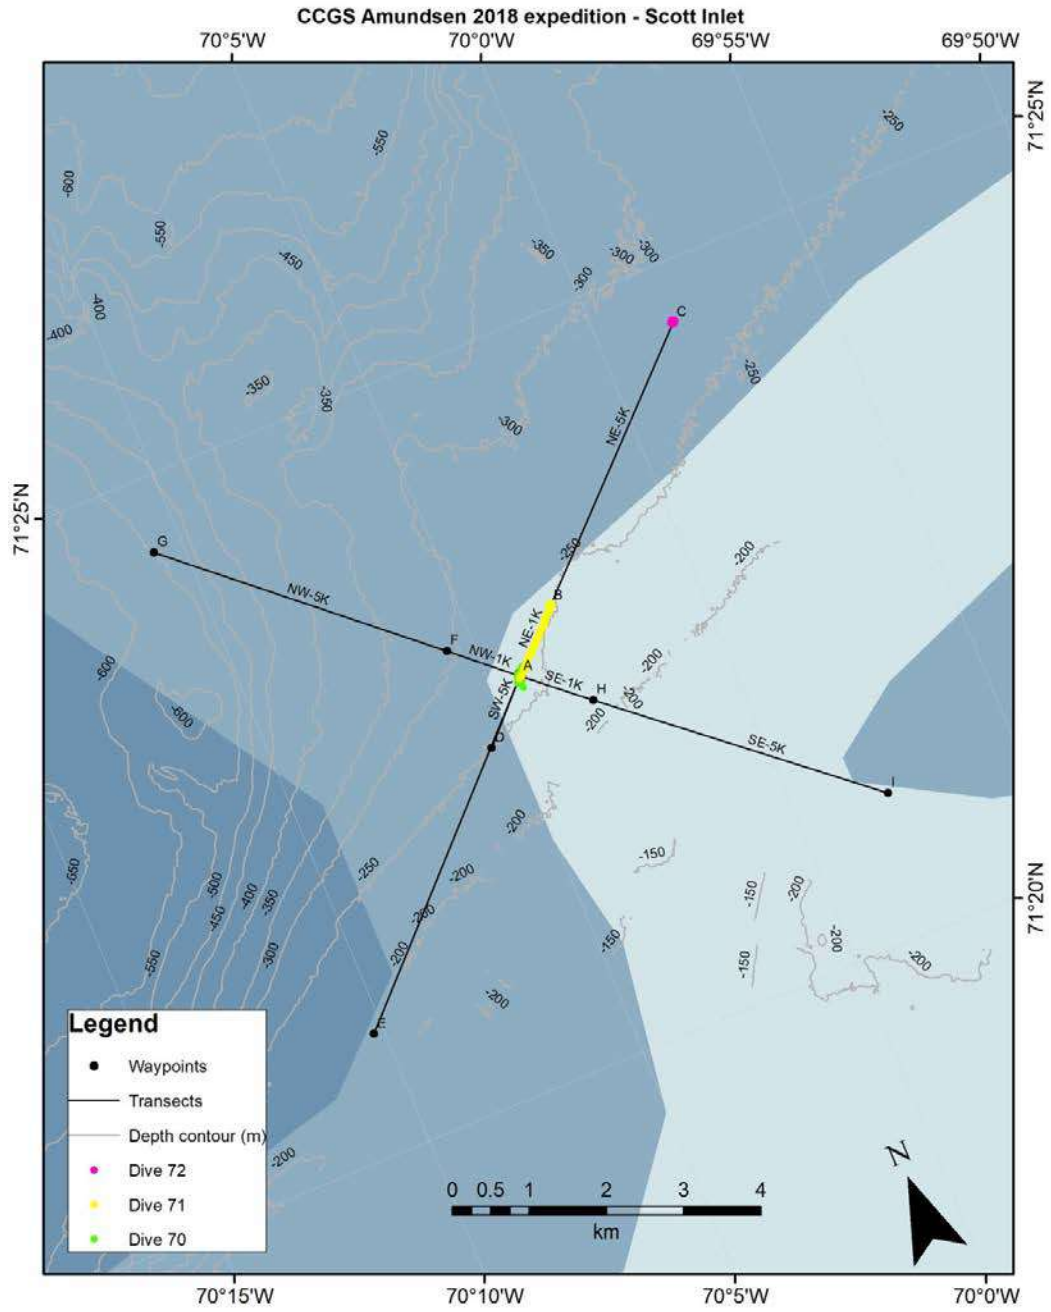 CCGS Amundsen 2018 expedition - Scott Inlet
70°5'W 70°0'W 69°55'W 69°50'W
71°25'N
-250
-550
-600
-550
-350 -300 -300
-450
-300
-400
C
-400
-250
-350
-350
NE-5K
-300
71°25'N
G
-250
-200
NW-5K
B
NE-1K
F
NW-1K
A
-200
SE-1K
H
-600
SW-5K
-200
-200
-600
D
SE-5K
I
-200
-150
-250
-200
-650
-500
-400
-350
-150
-200
71°20'N
-450
-200
-150
-200
-200
-550
-300
-150
-200
-200
E
Legend
Waypoints
Transects
Depth contour (m)
Dive 72
Dive 71
Dive 70
-200
N
0 0.5 1 2 3 4
km
70°15'W 70°10'W 70°5'W 70°0'W